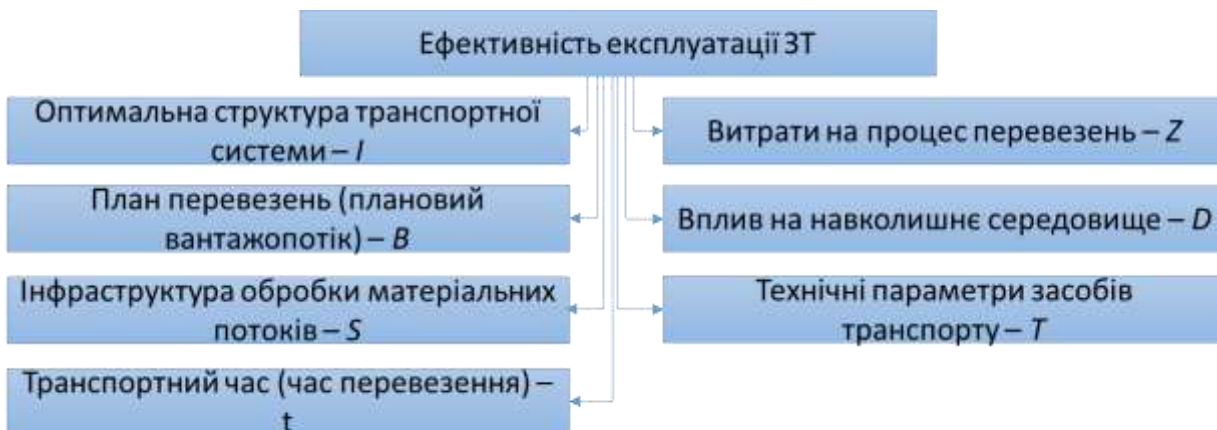 Ефективність експлуатації ЗТ
Оптимальна структура транспортної
системи – I
План перевезень (плановий
вантажопотік) – B
Інфраструктура обробки матеріальних
потоків – S
Транспортний час (час перевезення) –
t
Витрати на процес перевезень – Z
Вплив на навколишнє середовище – D
Технічні параметри засобів
транспорту – T